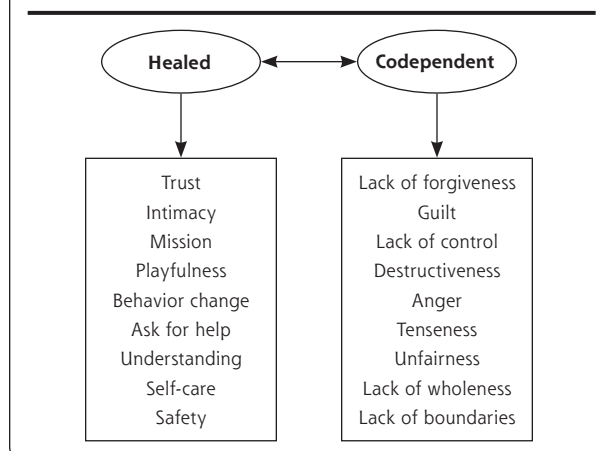 Healed
Codependent
Trust
Intimacy
Mission
Playfulness
Behavior change
Ask for help
Understanding
Self-care
Safety
Lack of forgiveness
Guilt
Lack of control
Destructiveness
Anger
Tenseness
Unfairness
Lack of wholeness
Lack of boundaries